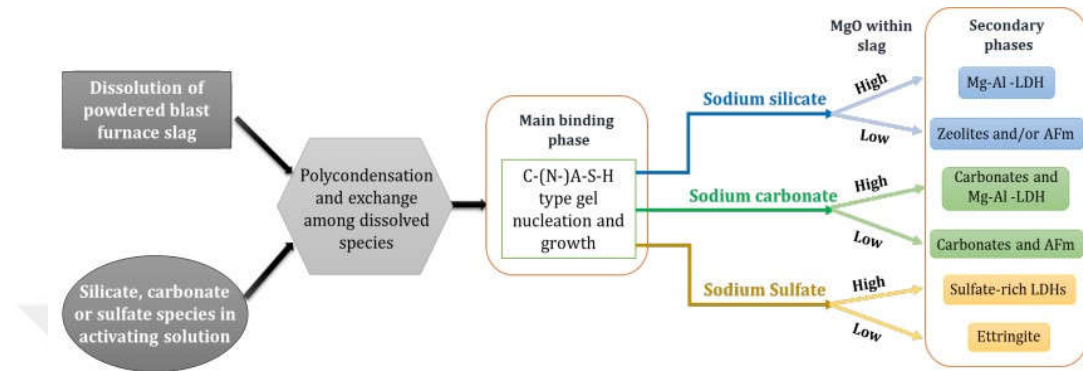 Dissolution of
powdered blast
furnace slag
Silicate, carbonate
or sulfate species in
activating solution
Polycondensation
and exchange
among dissolved
species
Main binding
phase
C-(N-)A-S-H
type gel
nucleation and
growth
Sodium silicate
Sodium carbonate
Sodium Sulfate
MgO within
slag
High
Low
High
Low
High
Low
Secondary
phases
Mg-Al -LDH
Zeolites and/or AFm
Carbonates and
Mg-Al -LDH
Carbonates and AFm
Sulfate-rich LDHs
Ettringite